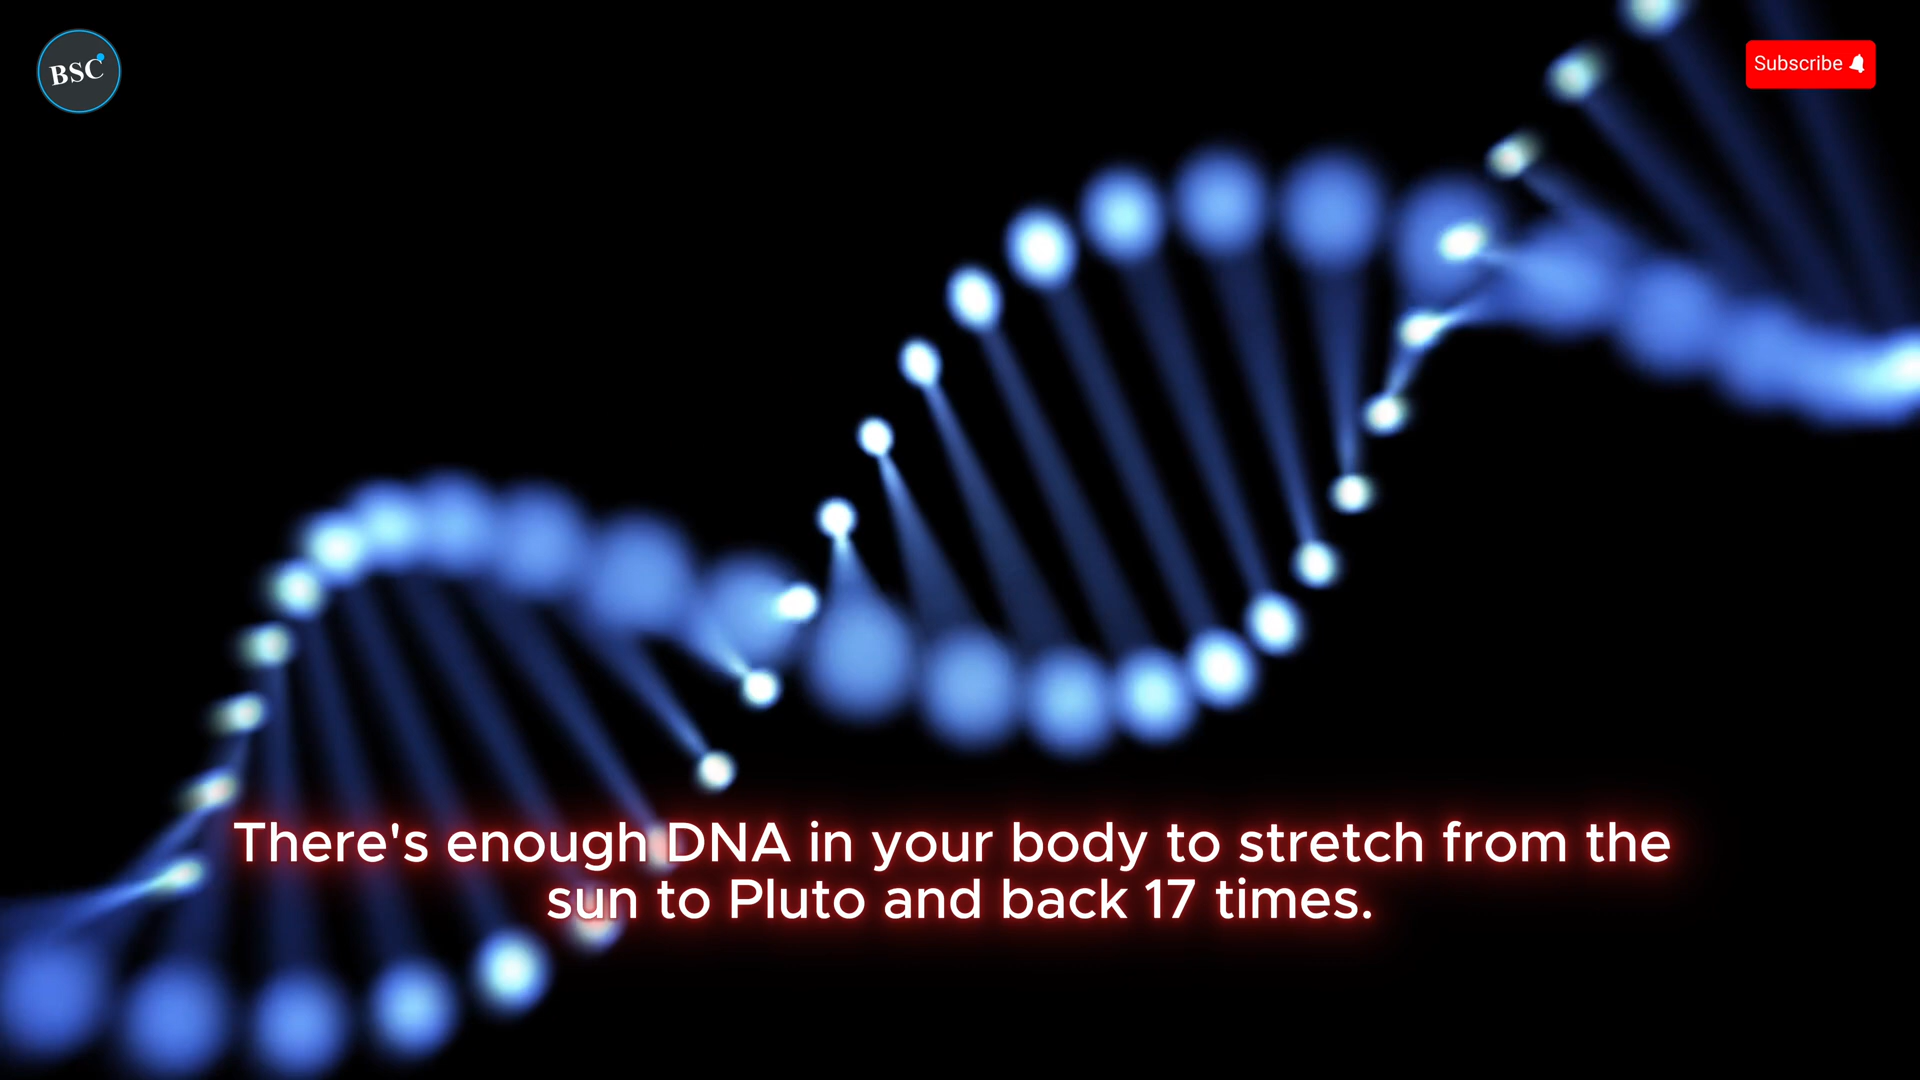 BSC
Subscribe
There's enough DNA in your body to stretch from the
sun to Pluto and back 17 times.